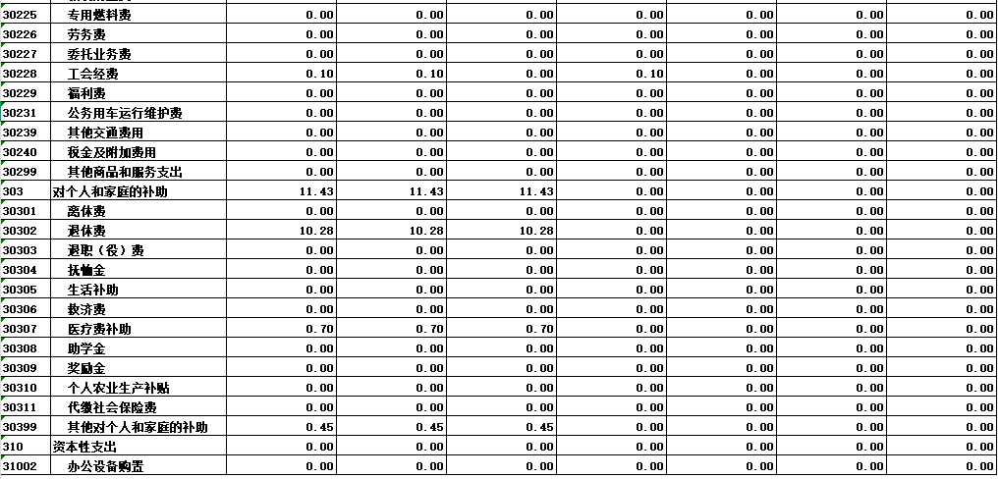 30225 专用燃料费 0.00 0.00 0.00 0.00 0.00 0.00 0.00
30226 劳务费 0.00 0.00 0.00 0.00 0.00 0.00 0.00
30227 委托业务费 0.00 0.00 0.00 0.00 0.00 0.00 0.00
30228 工会经费 0.10 0.10 0.00 0.10 0.00 0.00 0.00
30229 福利费 0.00 0.00 0.00 0.00 0.00 0.00 0.00
30231 公务用车运行维护费 0.00 0.00 0.00 0.00 0.00 0.00 0.00
30239 其他交通费用 0.00 0.00 0.00 0.00 0.00 0.00 0.00
30240 税金及附加费用 0.00 0.00 0.00 0.00 0.00 0.00 0.00
30299 其他商品和服务支出 0.00 0.00 0.00 0.00 0.00 0.00 0.00
303 对个人和家庭的补助 11.43 11.43 11.43 0.00 0.00 0.00 0.00
30301 离休费 0.00 0.00 0.00 0.00 0.00 0.00 0.00
30302 退休费 10.28 10.28 10.28 0.00 0.00 0.00 0.00
30303 退职（役）费 0.00 0.00 0.00 0.00 0.00 0.00 0.00
30304 抚恤金 0.00 0.00 0.00 0.00 0.00 0.00 0.00
30305 生活补助 0.00 0.00 0.00 0.00 0.00 0.00 0.00
30306 救济费 0.00 0.00 0.00 0.00 0.00 0.00 0.00
30307 医疗费补助 0.70 0.70 0.70 0.00 0.00 0.00 0.00
30308 助学金 0.00 0.00 0.00 0.00 0.00 0.00 0.00
30309 奖励金 0.00 0.00 0.00 0.00 0.00 0.00 0.00
30310 个人农业生产补贴 0.00 0.00 0.00 0.00 0.00 0.00 0.00
30311 代缴社会保险费 0.00 0.00 0.00 0.00 0.00 0.00 0.00
30399 其他对个人和家庭的补助 0.45 0.45 0.45 0.00 0.00 0.00 0.00
310 资本性支出 0.00 0.00 0.00 0.00 0.00 0.00 0.00
31002 办公设备购置 0.00 0.00 0.00 0.00 0.00 0.00 0.00